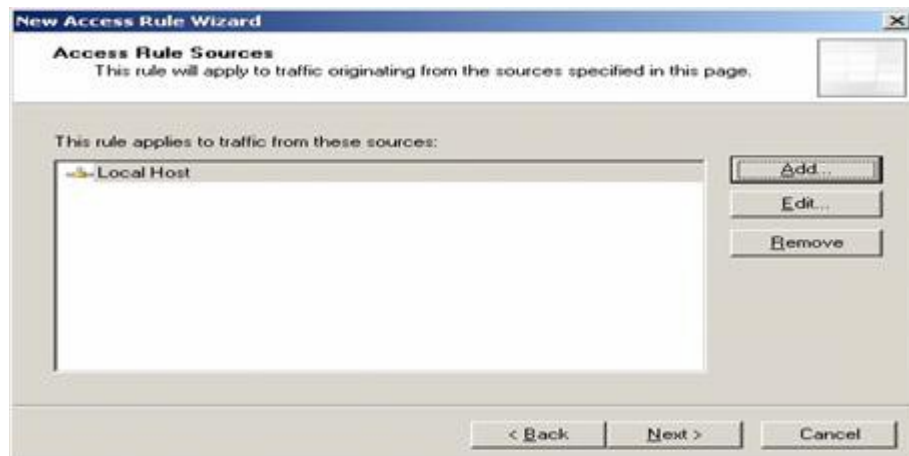 New Access Rule Wizard
Access Rule Sources
This rule will apply to traffic originating from the sources specified in this page.
This rule applies to traffic from these sources:
Local Host
Add...
Edit...
Remove
< Back
Next >
Cancel